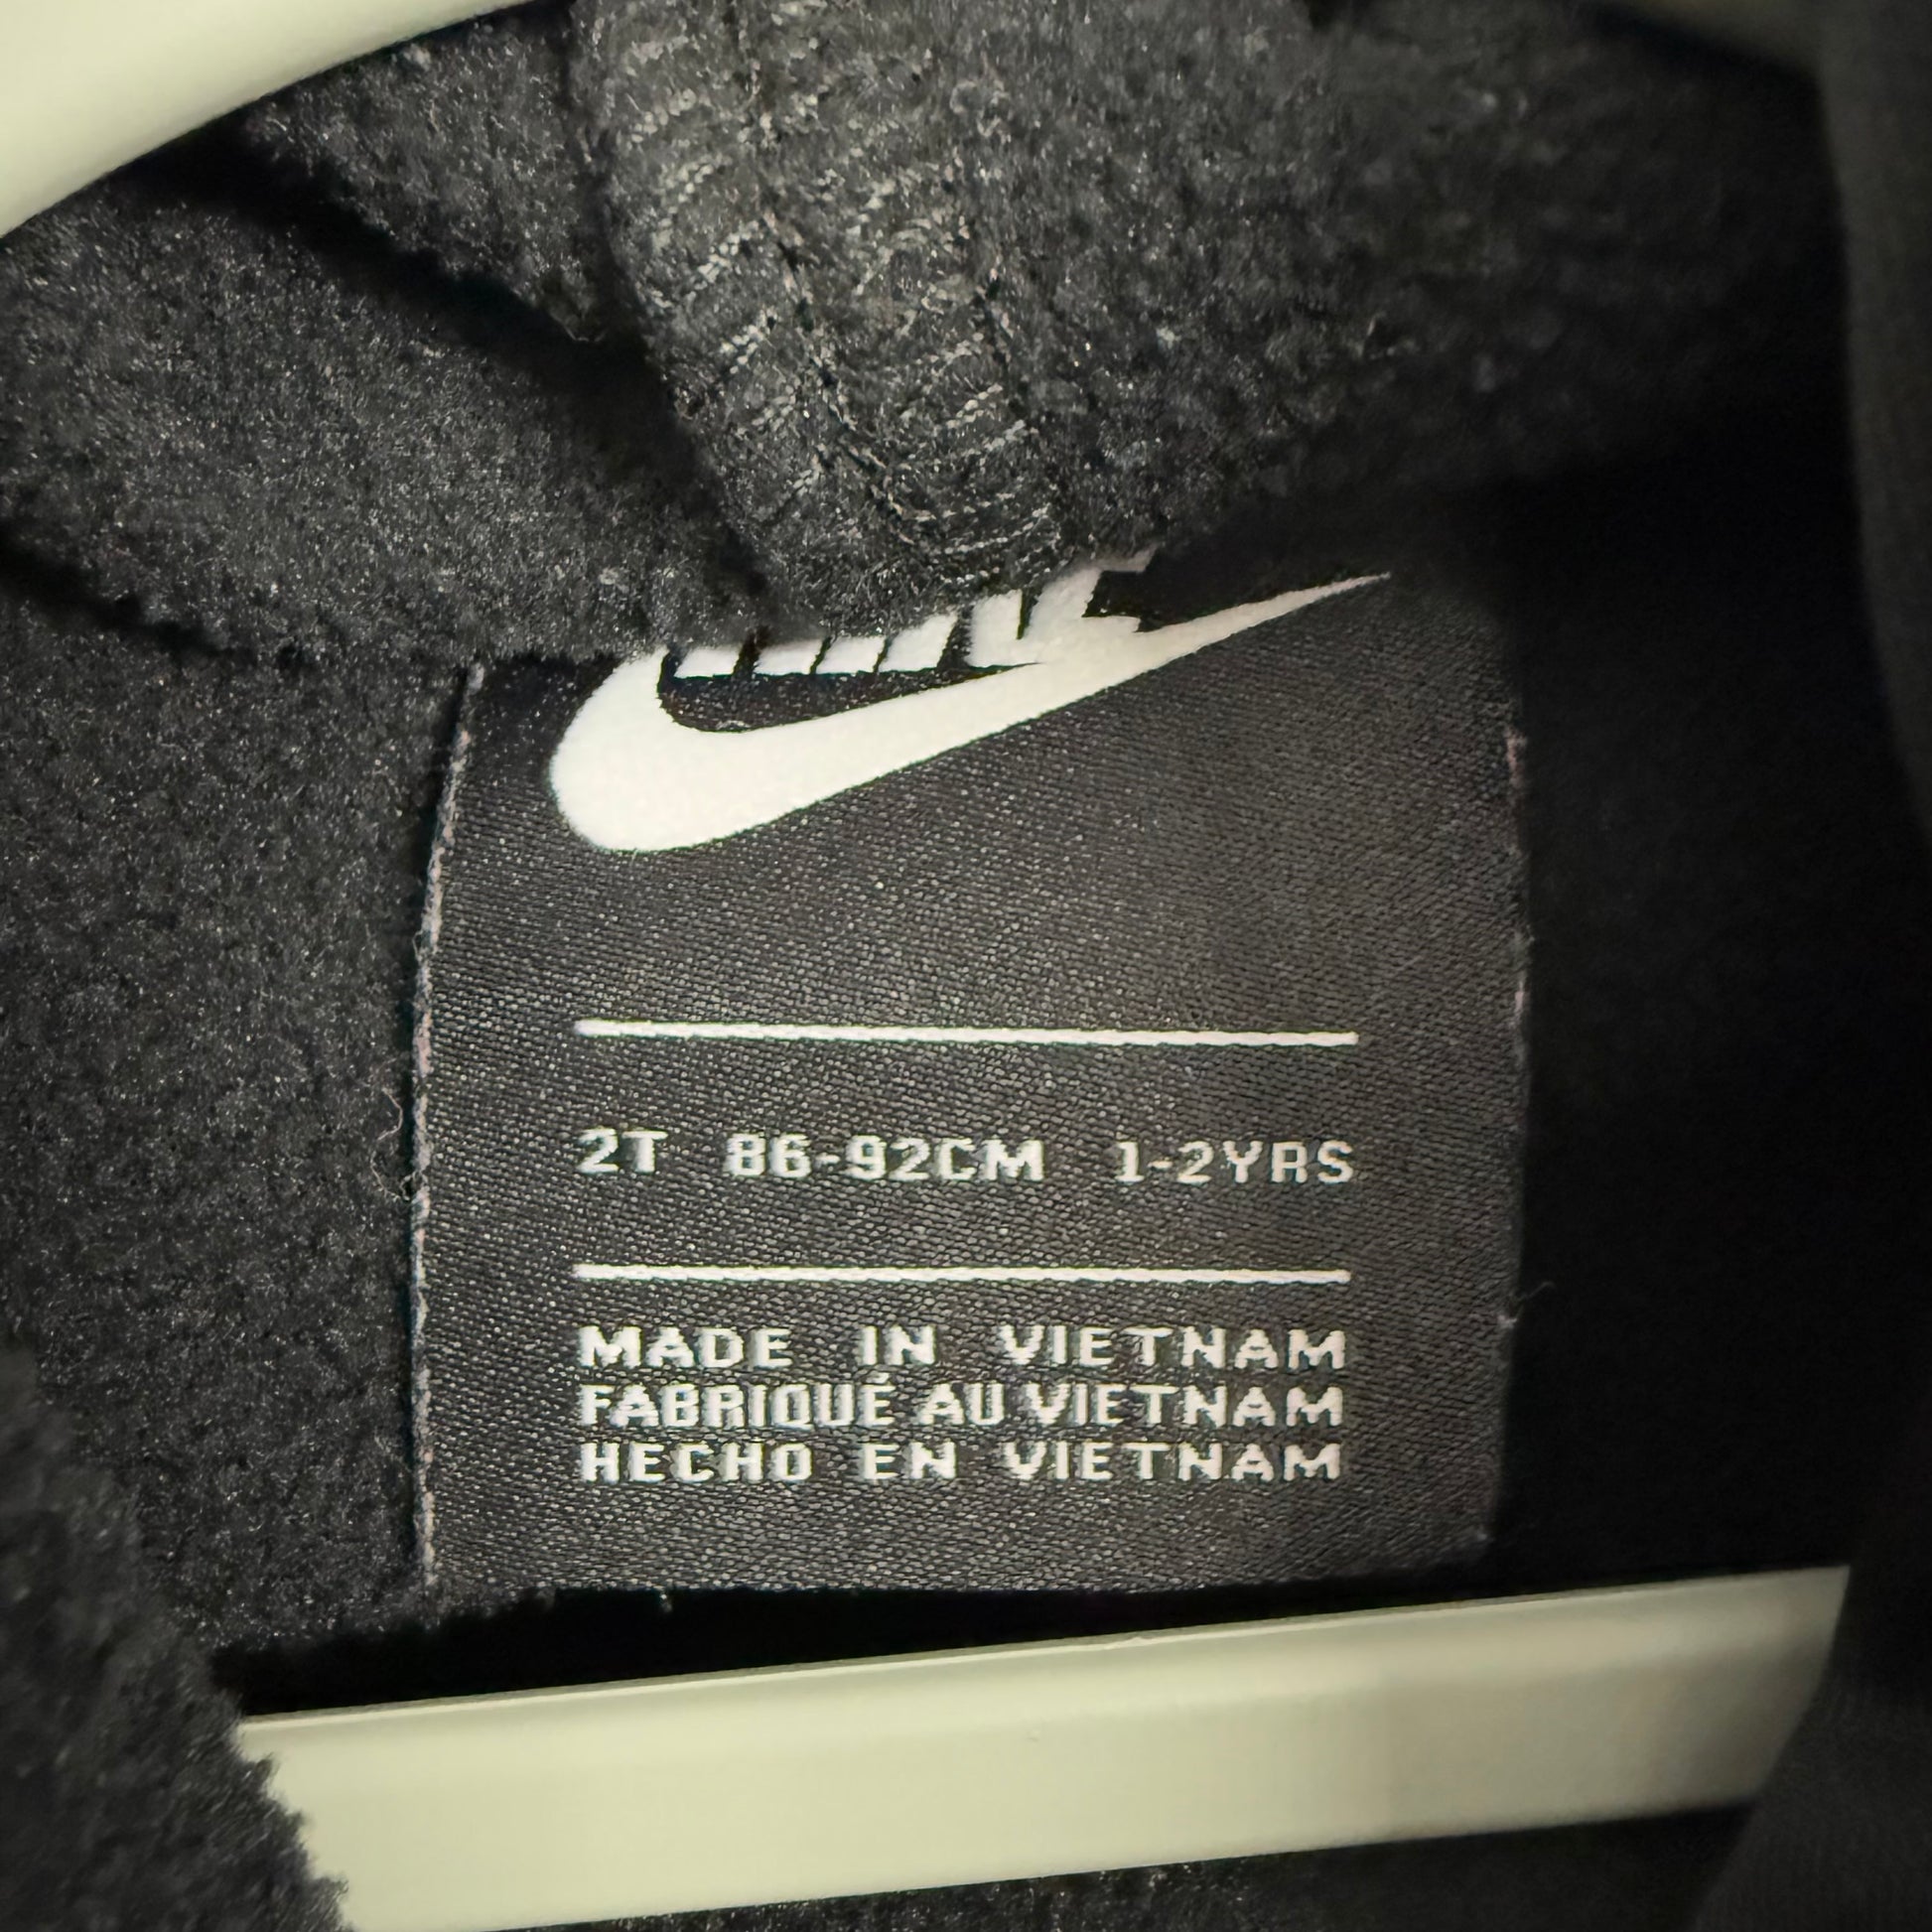 2T 86-92CM 1-2YRS
MADE IN VIETNAM
FABRIQUÉ AU VIETNAM
HECHO EN VIETNAM